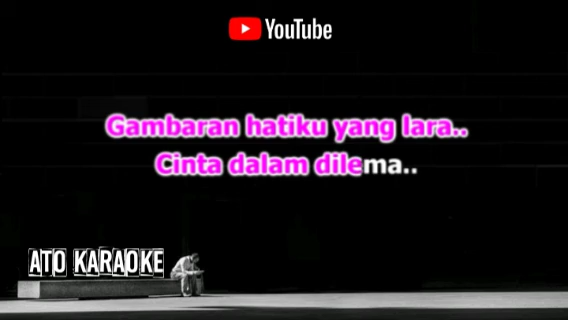 YouTube
Gambaran hatiku yang lara..
Cinta dalam dilema..
ATO KARAOKE